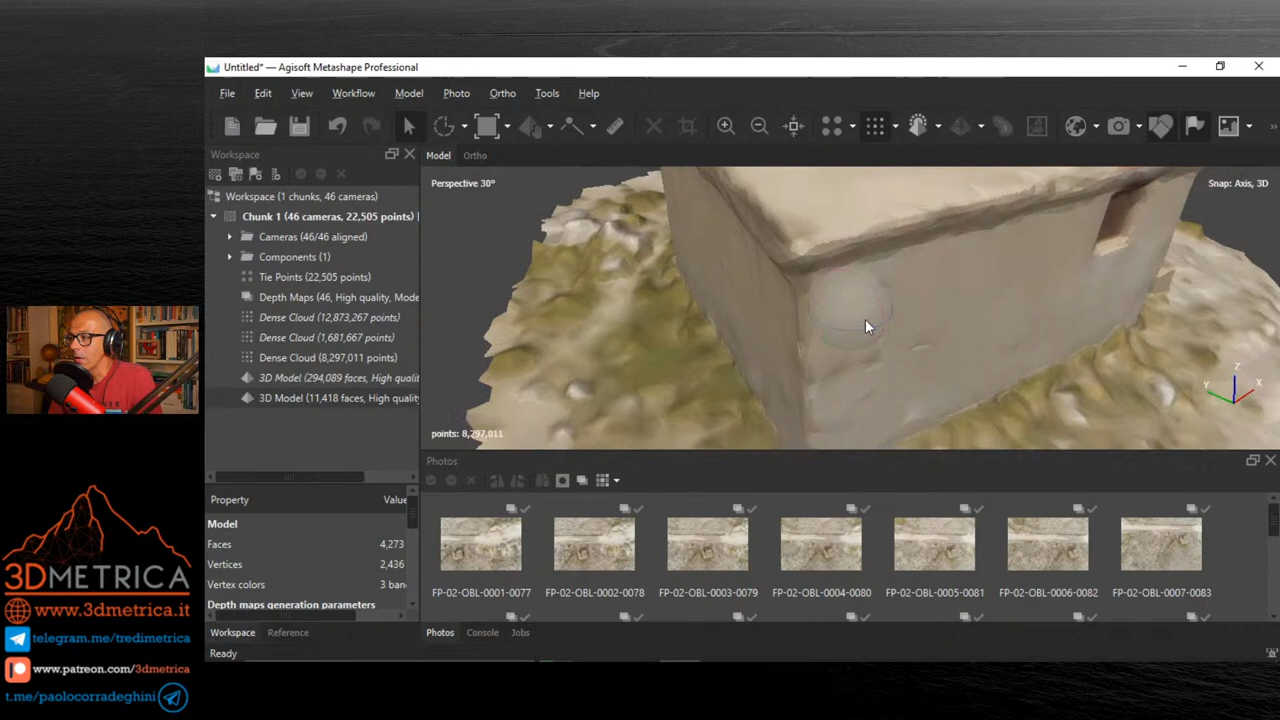 Untitled* — Agisoft Metashape Professional
File Edit View Workflow Model Photo Ortho Tools Help
Workspace
Model Ortho
Workspace (1 chunks, 46 cameras)
Chunk 1 (46 cameras, 22,505 points)
Cameras (46/46 aligned)
Components (1)
Tie Points (22,505 points)
Depth Maps (46, High quality, Mode
Dense Cloud (12,873,267 points)
Dense Cloud (1,681,667 points)
Dense Cloud (8,297,011 points)
3D Model (294,089 faces, High qualit
3D Model (11,418 faces, High quality
Perspective 30°
Snap: Axis, 3D
Z
Y
X
points: 8,297,011
Property Value
Model
Faces 4,273
Vertices 2,436
Vertex colors 3 ban
Depth maps generation parameters
Workspace Reference
Photos
FP-02-OBL-0001-0077
FP-02-OBL-0002-0078
FP-02-OBL-0003-0079
FP-02-OBL-0004-0080
FP-02-OBL-0005-0081
FP-02-OBL-0006-0082
FP-02-OBL-0007-0083
Photos Console Jobs
Ready
3DMETRICA
www.3dmetrica.it
telegram.me/tredimetrica
www.patreon.com/3dmetrica
t.me/paolocorradeghini